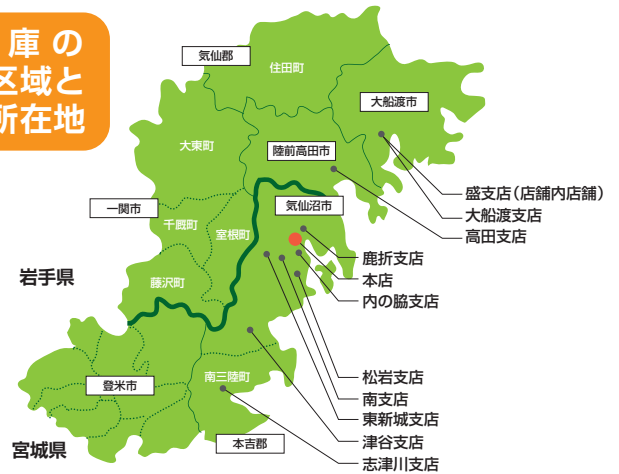 庫の
区域と
所在地
気仙郡
住田町
大船渡市
大東町
陸前高田市
盛支店(店舗内店舗)
大船渡支店
高田支店
一関市
気仙沼市
千厩町
室根町
鹿折支店
本店
内の脇支店
岩手県
藤沢町
松岩支店
南支店
東新城支店
津谷支店
志津川支店
登米市
南三陸町
本吉郡
宮城県